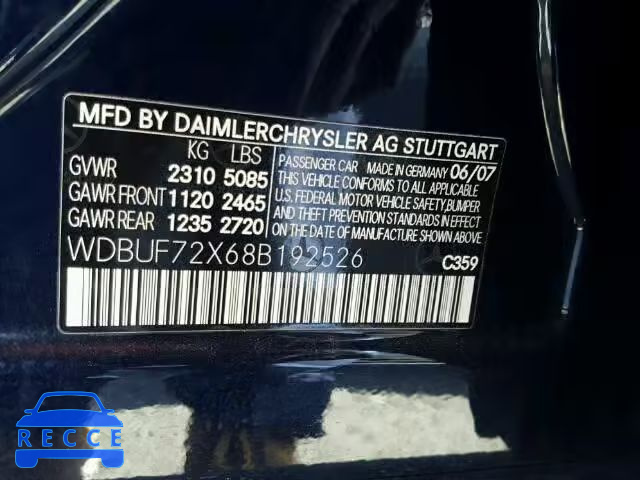 MFD BY DAIMLERCHRYSLER AG STUTTGART
KG LBS
GVWR 2310 5085
GAWR FRONT 1120 2465
GAWR REAR 1235 2720
PASSENGER CAR MADE IN GERMANY 06/07
THIS VEHICLE CONFORMS TO ALL APPLICABLE
U.S. FEDERAL MOTOR VEHICLE SAFETY, BUMPER
AND THEFT PREVENTION STANDARDS IN EFFECT
ON THE DATE OF MANUFACTURE SHOWN ABOVE.
WDBUF72X68B192526
C359
RECCE